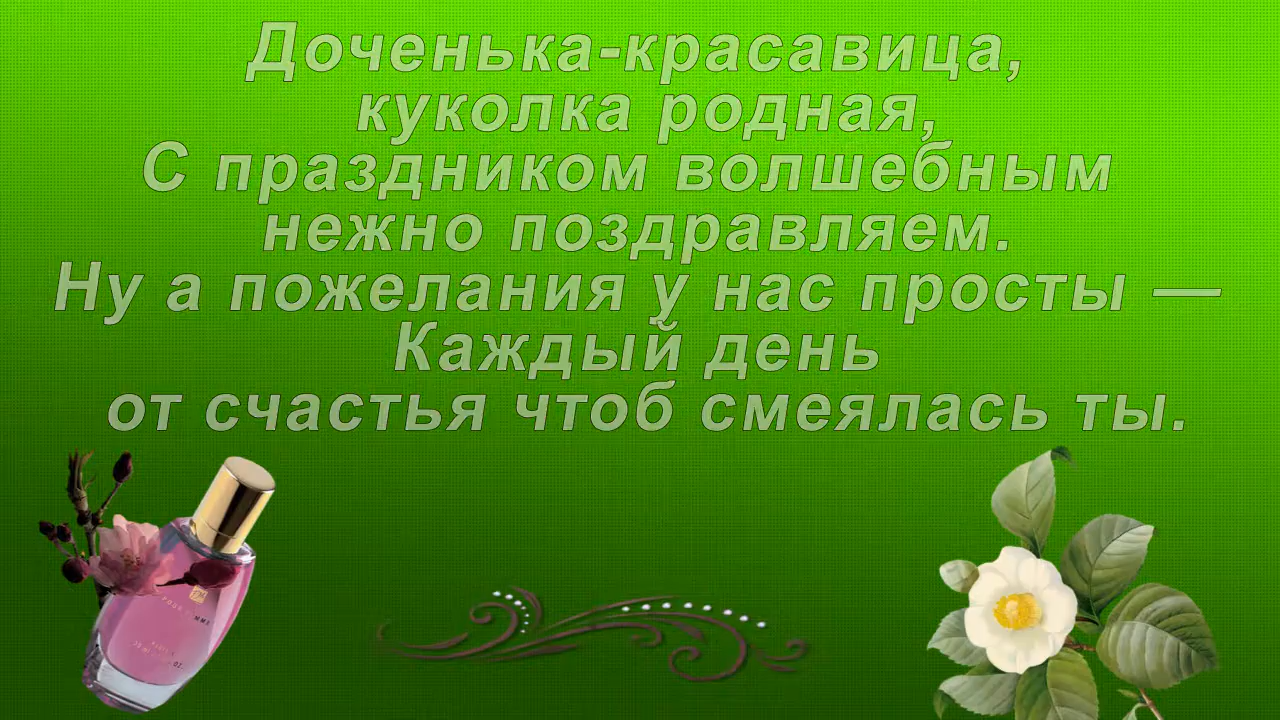 Доченька-красавица,
куколка родная,
С праздником волшебным
нежно поздравляем.
Ну а пожелания у нас просты —
Каждый день
от счастья чтоб смеялась ты.
POUR